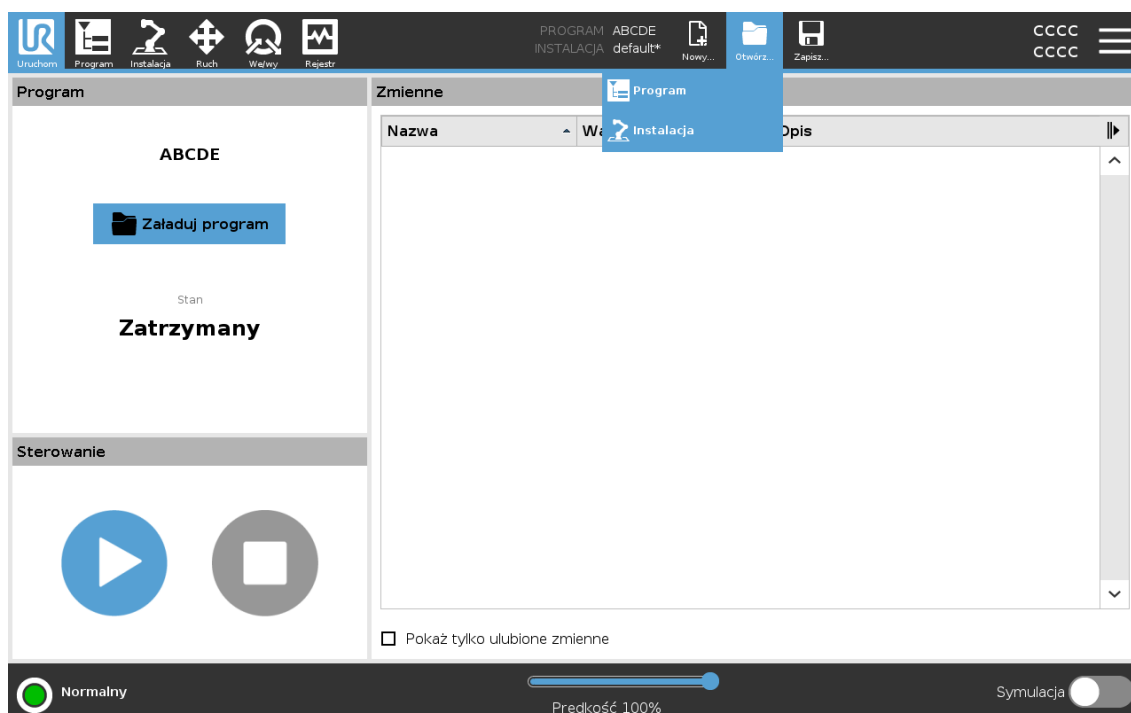 UR
Uruchom
Program
Instalacja
Ruch
We/wy
Rejestr
PROGRAM ABCDE
INSTALACJA default*
Nowy...
Otwórz...
Zapisz...
CCCC
CCCC
Program
Zmienne
Program
Instalacja
Nazwa
Opis
ABCDE
Załaduj program
Stan
Zatrzymany
Sterowanie
Pokaż tylko ulubione zmienne
Normalny
Prędkość 100%
Symulacja